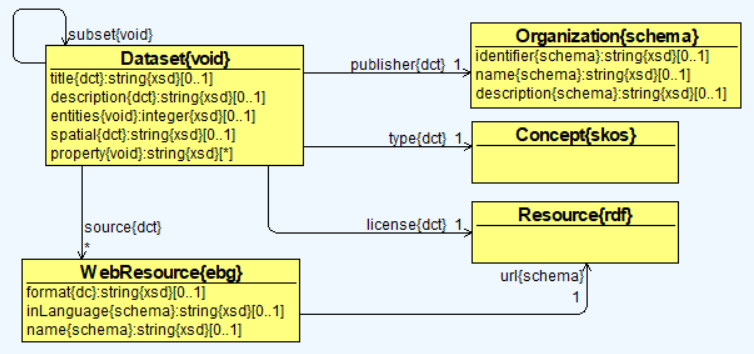 subset{void}
Dataset{void}
title{dct}:string{xsd}[0..1]
description{dct}:string{xsd}[0..1]
entities{void}:integer{xsd}[0..1]
spatial{dct}:string{xsd}[0..1]
property{void}:string{xsd}[*]
publisher{dct} 1
Organization{schema}
identifier{schema}:string{xsd}[0..1]
name{schema}:string{xsd}[0..1]
description{schema}:string{xsd}[0..1]
type{dct} 1
Concept{skos}
license{dct} 1
Resource{rdf}
source{dct}
*
WebResource{ebg}
format{dc}:string{xsd}[0..1]
inLanguage{schema}:string{xsd}[0..1]
name{schema}:string{xsd}[0..1]
url{schema}
1